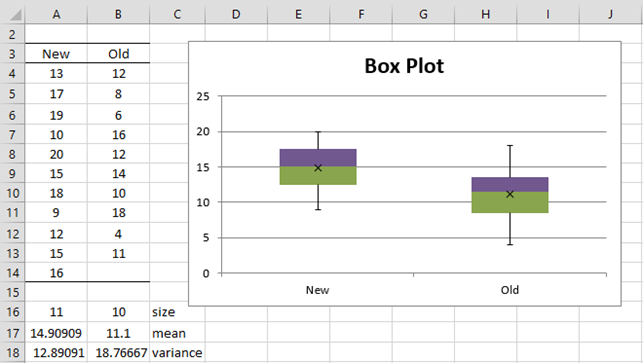 A B C D E F G H I J
2
3 New Old
4 13 12
5 17 8
6 19 6
7 10 16
8 20 12
9 15 14
10 18 10
11 9 18
12 12 4
13 15 11
14 16
15
16 11 10 size
17 14.90909 11.1 mean
18 12.89091 18.76667 variance
Box Plot
25
20
15
10
5
0
New Old